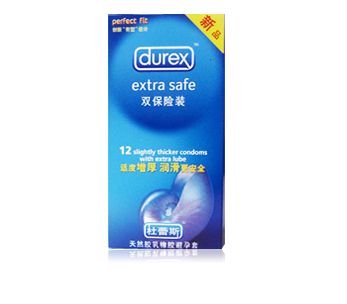 perfect fit
新品
durex™
extra safe
双保险装
12 slightly thicker condoms
with extra lube
适度增厚 润滑更安全
杜蕾斯
天然胶乳橡胶避孕套